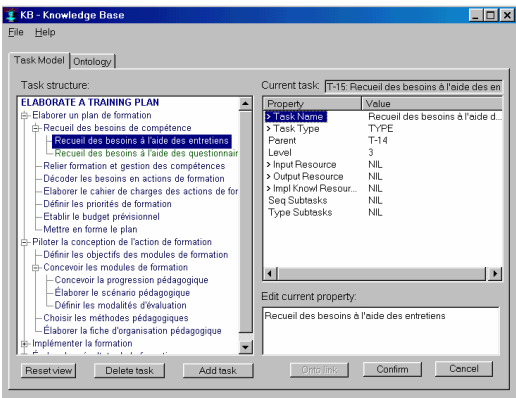 KB - Knowledge Base
File Help
Task Model Ontology
Task structure:
ELABORATE A TRAINING PLAN
Elaborer un plan de formation
Recueil des besoins de compétence
Recueil des besoins à l'aide des entretiens
Recueil des besoins à l'aide des questionnair
Relier formation et gestion des compétences
Décoder les besoins en actions de formation
Elaborer le cahier de charges des actions de for
Définir les priorités de formation
Etablir le budget prévisionnel
Mettre en forme le plan
Piloter la conception de l'action de formation
Définir les objectifs des modules de formation
Concevoir les modules de formation
Concevoir la progression pédagogique
Élaborer le scénario pédagogique
Définir les modalités d'évaluation
Choisir les méthodes pédagogiques
Élaborer la fiche d'organisation pédagogique
Implémenter la formation
Reset view Delete task Add task
Current task: T-15: Recueil des besoins à l'aide des en
Property Value
> Task Name Recueil des besoins à l'aide d...
> Task Type TYPE
Parent T-14
Level 3
> Input Resource NIL
> Output Resource NIL
> Impl Knowl Resour... NIL
Seq Subtasks NIL
Type Subtasks NIL
Edit current property:
Recueil des besoins à l'aide des entretiens
Onto link Confirm Cancel